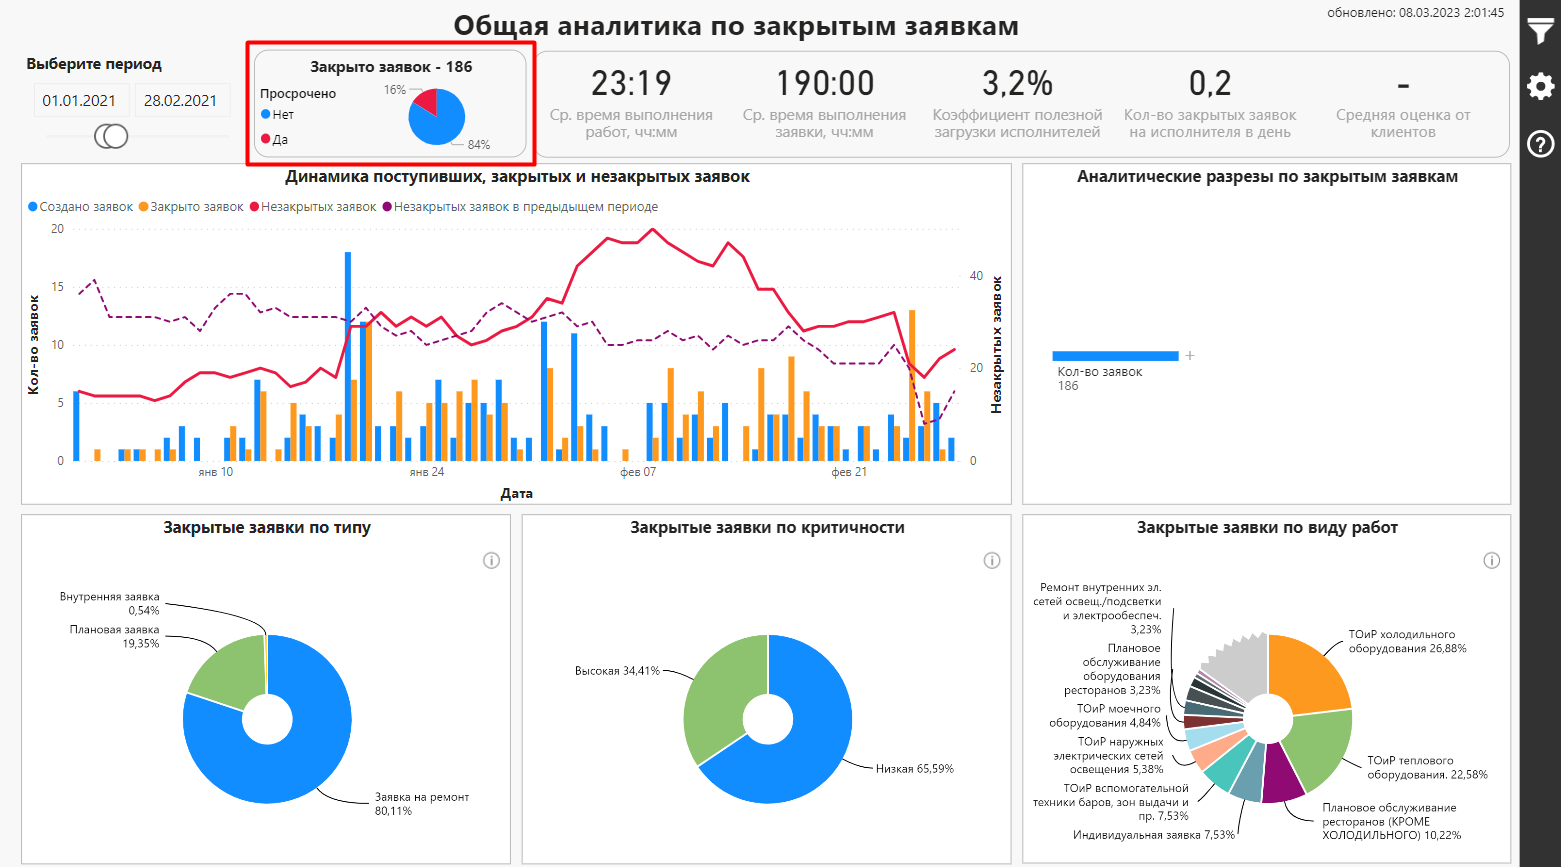 Общая аналитика по закрытым заявкам
обновлено: 08.03.2023 2:01:45
Выберите период
01.01.2021
28.02.2021
Закрыто заявок - 186
Просрочено
Нет
Да
16%
84%
23:19
Ср. время выполнения
работ, чч:мм
190:00
Ср. время выполнения
заявки, чч:мм
3,2%
Коэффициент полезной
загрузки исполнителей
0,2
Кол-во закрытых заявок
на исполнителя в день
-
Средняя оценка от
клиентов
Динамика поступивших, закрытых и незакрытых заявок
Создано заявок Закрыто заявок Незакрытых заявок Незакрытых заявок в предыдыщем периоде
Кол-во заявок
20
15
10
5
0
40
20
0
Незакрытых заявок
янв 10
янв 24
фев 07
фев 21
Дата
Аналитические разрезы по закрытым заявкам
Кол-во заявок
186
Закрытые заявки по типу
Внутренняя заявка
0,54%
Плановая заявка
19,35%
Заявка на ремонт
80,11%
Закрытые заявки по критичности
Высокая 34,41%
Низкая 65,59%
Закрытые заявки по виду работ
Ремонт внутренних эл.
сетей освещ./подсветки
и электрообеспеч.
3,23%
Плановое
обслуживание
оборудования
ресторанов 3,23%
ТОиР моечного
оборудования 4,84%
ТОиР наружных
электрических сетей
освещения 5,38%
ТОиР вспомогательной
техники баров, зон выдачи и
пр. 7,53%
Индивидуальная заявка 7,53%
ТОиР холодильного
оборудования 26,88%
ТОиР теплового
оборудования. 22,58%
Плановое обслуживание
ресторанов (КРОМЕ
ХОЛОДИЛЬНОГО) 10,22%